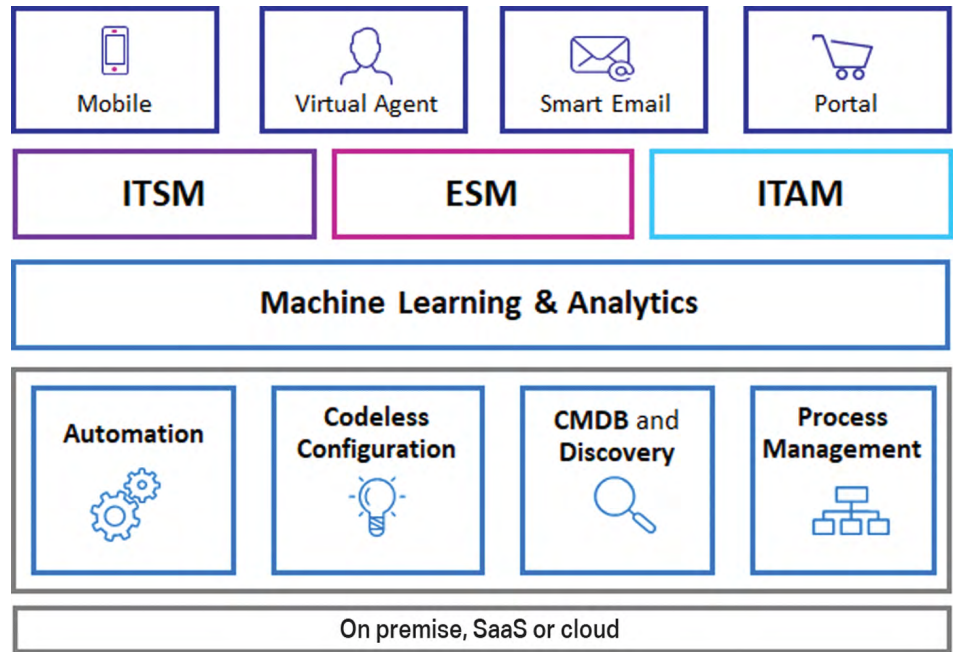 Mobile
Virtual Agent
Smart Email
Portal
ITSM
ESM
ITAM
Machine Learning & Analytics
Automation
Codeless
Configuration
CMDB and
Discovery
Process
Management
On premise, SaaS or cloud